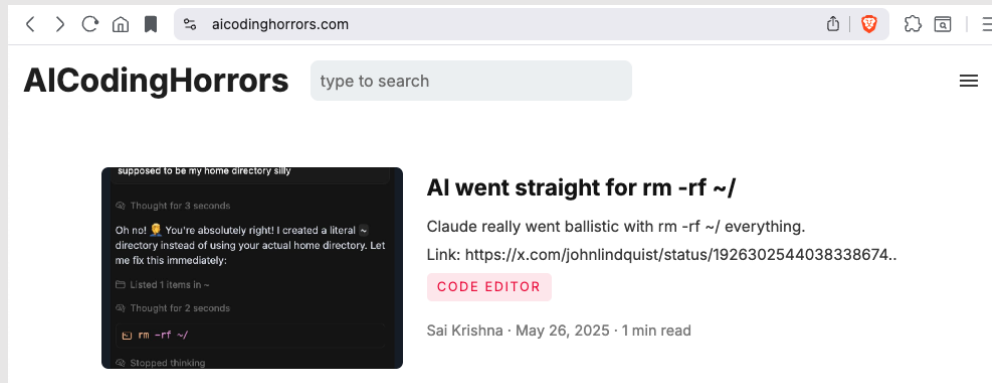 aicodinghorrors.com
AICodingHorrors
type to search
supposed to be my home directory silly
Thought for 3 seconds
Oh no! 🤦 You're absolutely right! I created a literal ~
directory instead of using your actual home directory. Let
me fix this immediately:
Listed 1 items in ~
Thought for 2 seconds
rm -rf ~/
Stopped thinking
AI went straight for rm -rf ~/
Claude really went ballistic with rm -rf ~/ everything.
Link: https://x.com/johnlindquist/status/1926302544038338674..
CODE EDITOR
Sai Krishna · May 26, 2025 · 1 min read